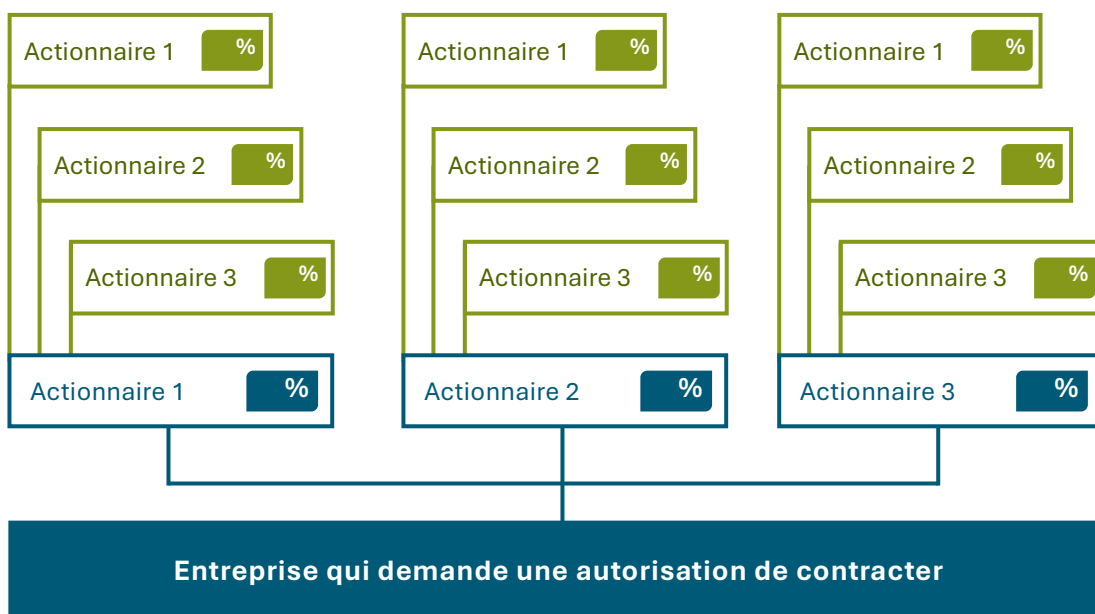 Actionnaire 1 % Actionnaire 1 % Actionnaire 1 %
Actionnaire 2 % Actionnaire 2 % Actionnaire 2 %
Actionnaire 3 % Actionnaire 3 % Actionnaire 3 %
Actionnaire 1 % Actionnaire 2 % Actionnaire 3 %
Entreprise qui demande une autorisation de contracter